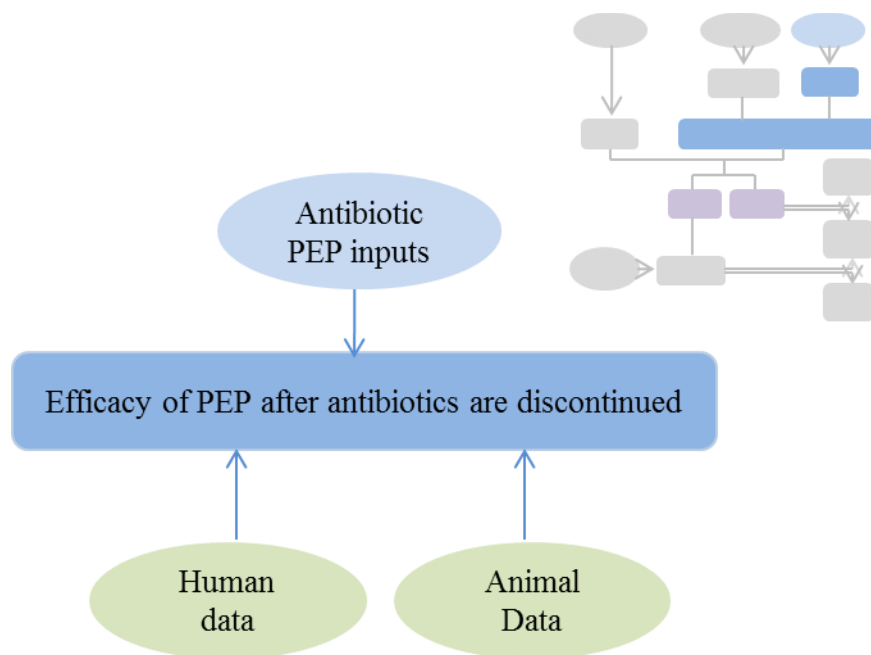 Antibiotic
PEP inputs
Efficacy of PEP after antibiotics are discontinued
Human
data
Animal
Data